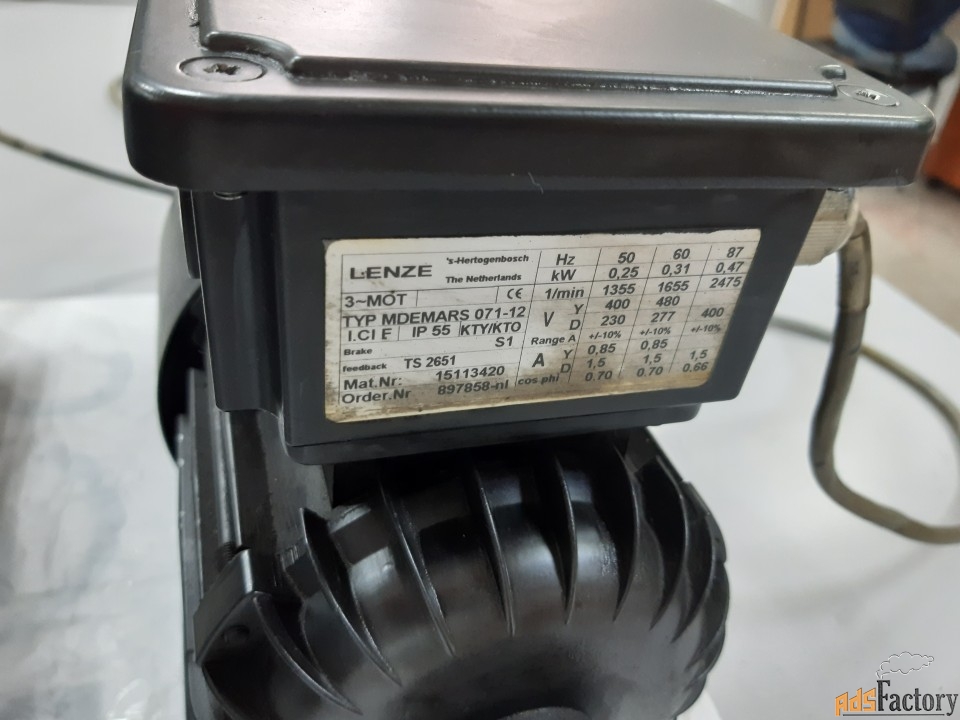 LENZE
's-Hertogenbosch
The Netherlands
3~MOT CE
TYP MDEMARS 071-12
I.Cl F IP 55 KTY/KTO
S1
Brake
feedback TS 2651
Mat.Nr: 15113420
Order.Nr 897858-nl
Hz 50 60 87
kW 0,25 0,31 0,47
1/min 1355 1655 2475
V Y 400 480
D 230 277 400
Range A +/-10% +/-10% +/-10%
A Y 0,85 0,85
D 1,5 1,5 1,5
cos phi 0.70 0.70 0.66
AdsFactory